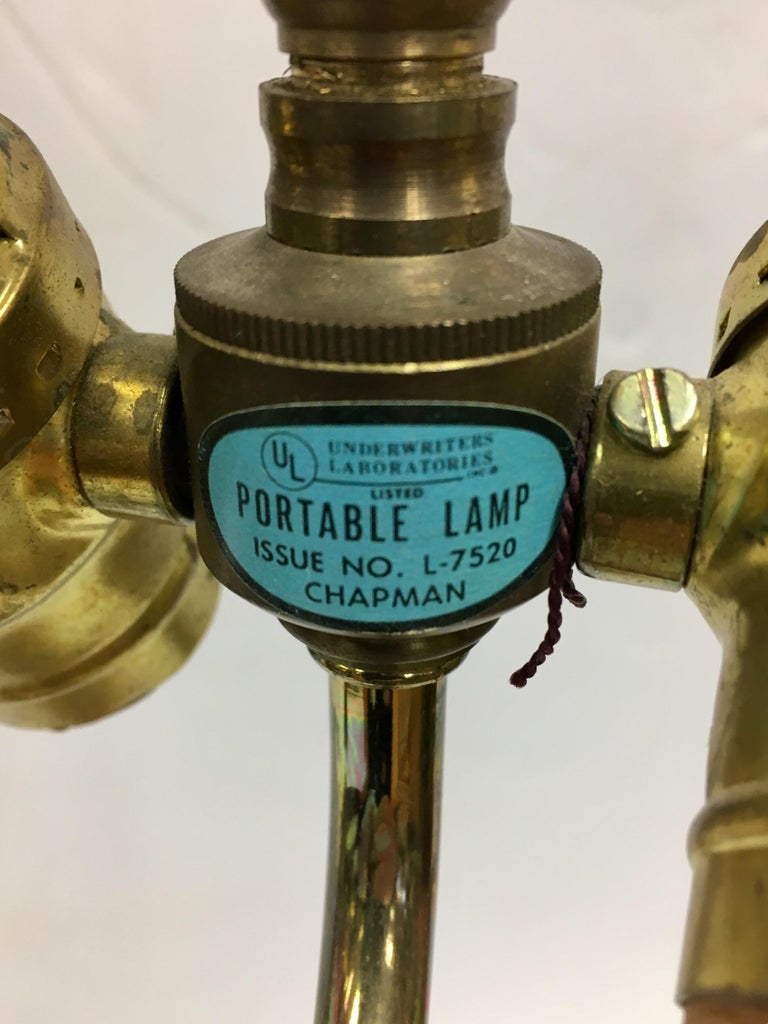 UL
UNDERWRITERS
LABORATORIES
INC®
LISTED
PORTABLE LAMP
ISSUE NO. L-7520
CHAPMAN